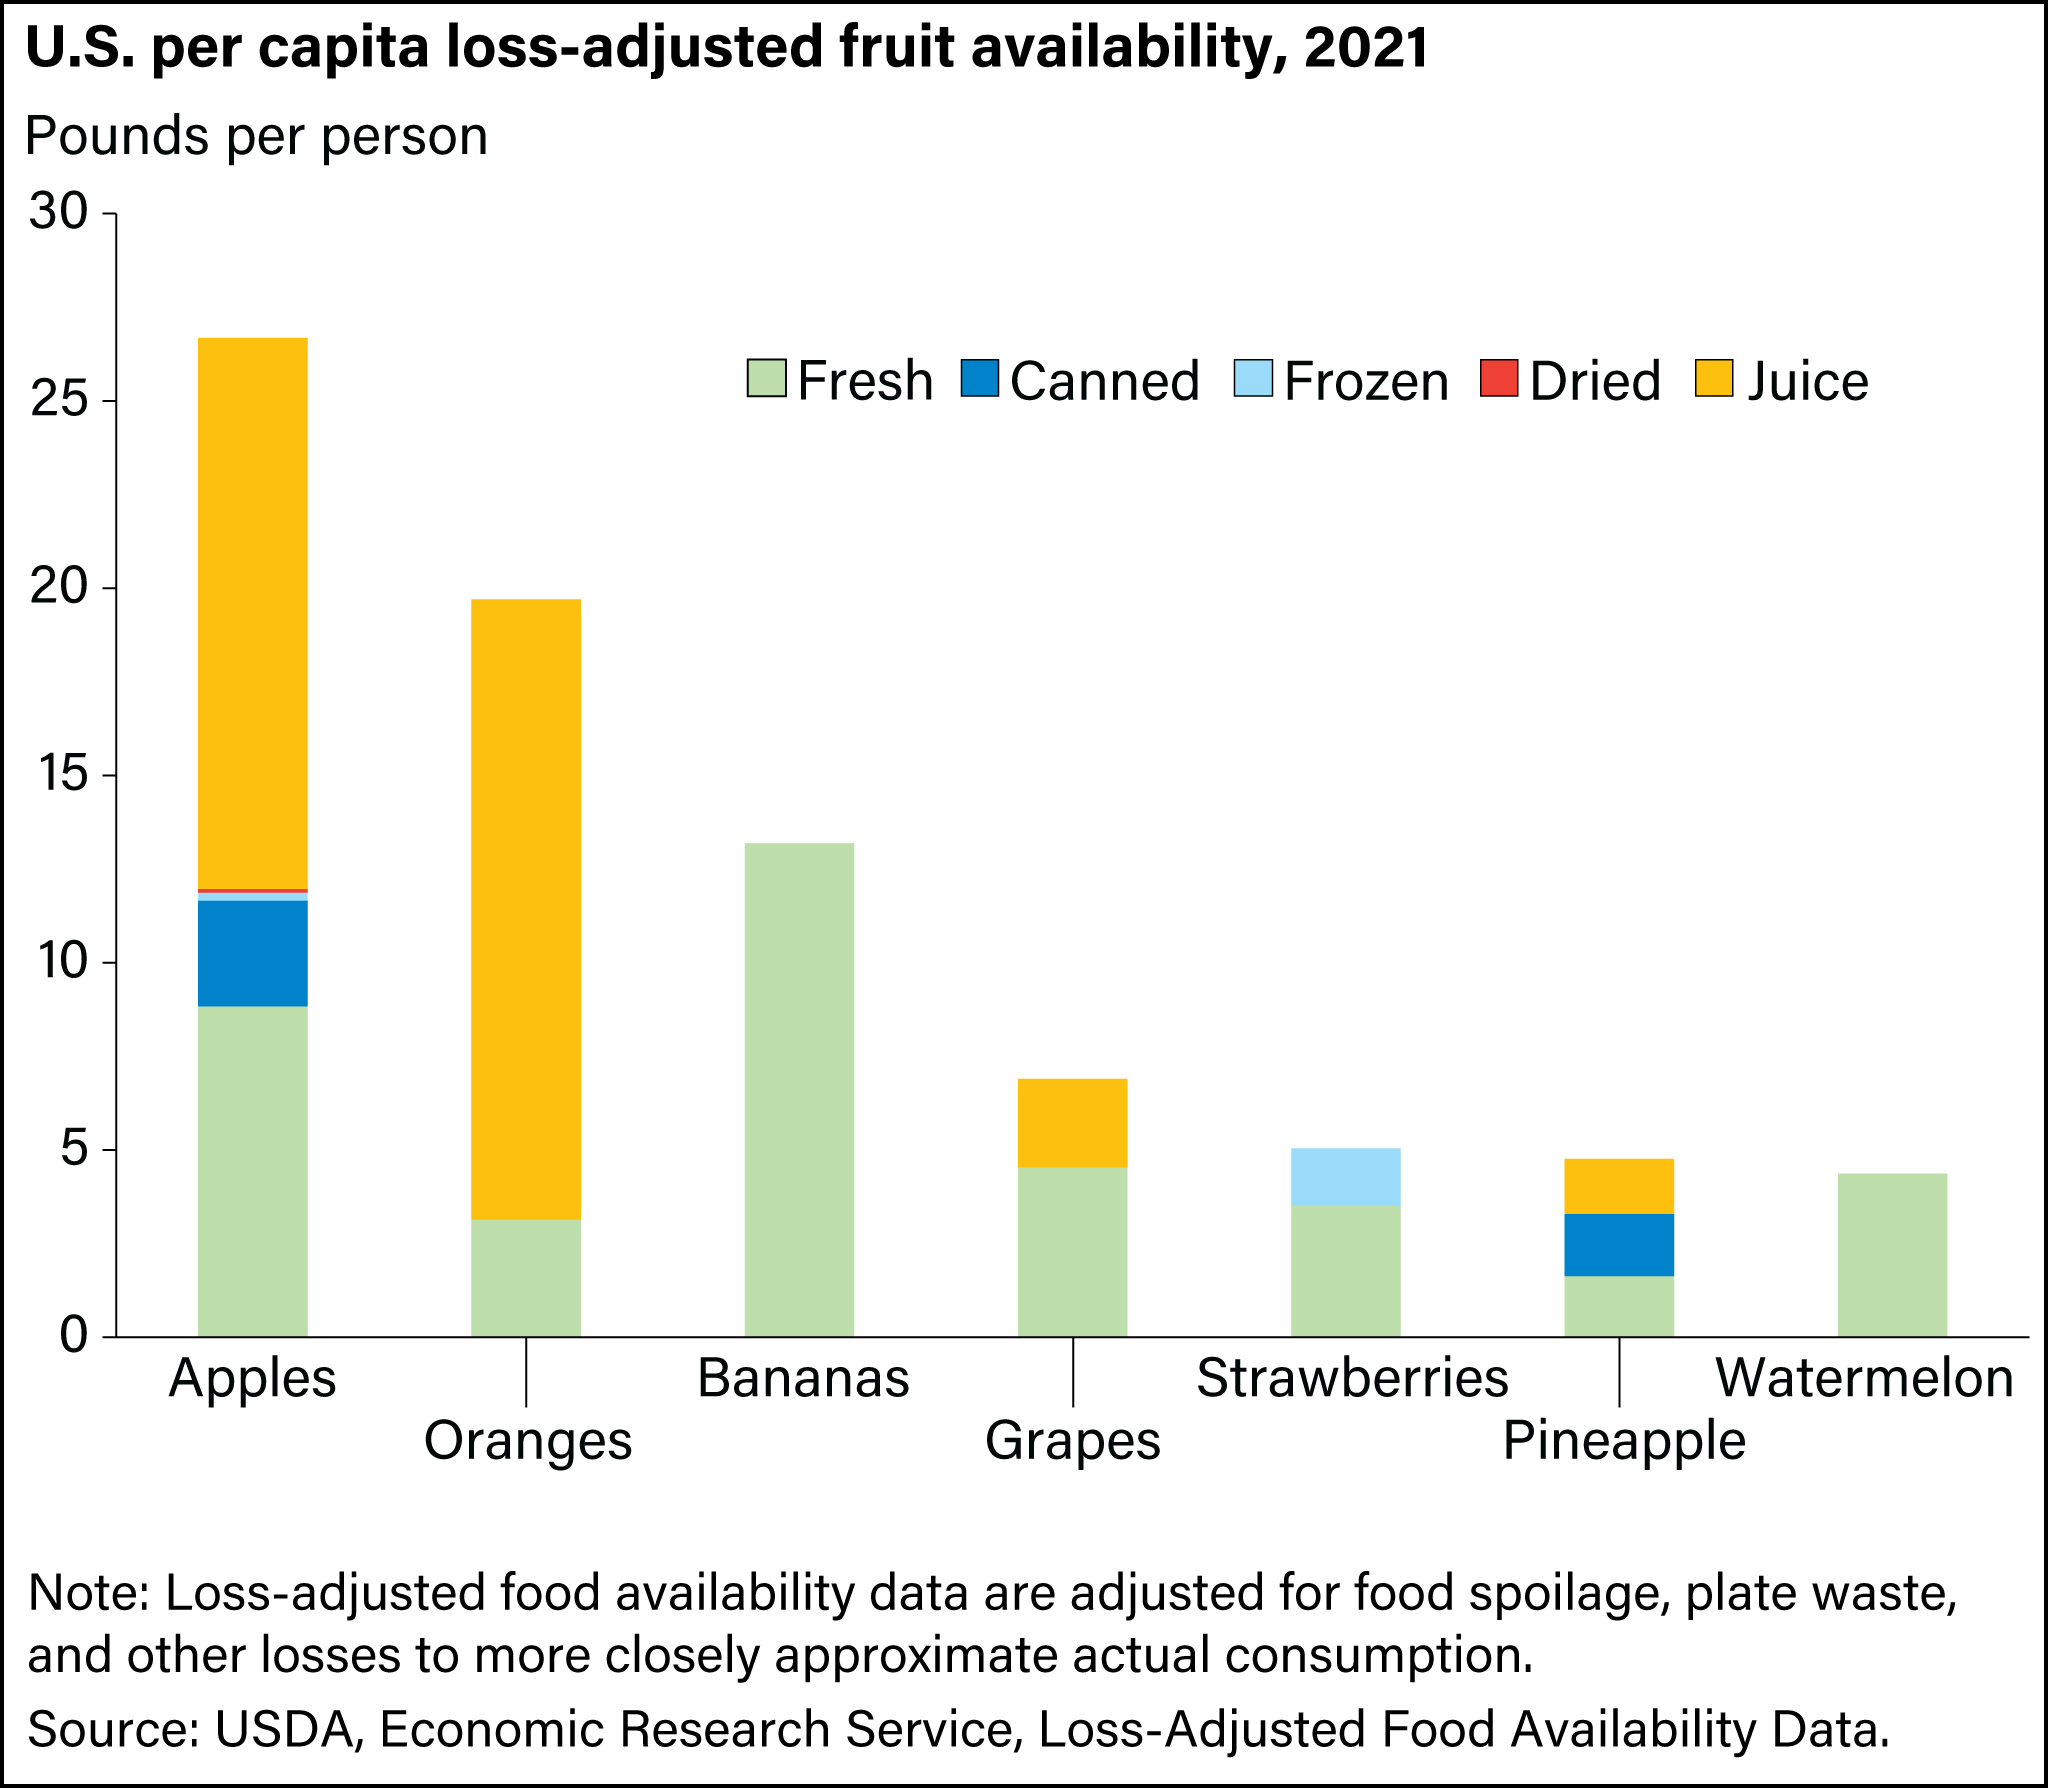 U.S. per capita loss-adjusted fruit availability, 2021
Pounds per person
30
25
20
15
10
5
0
Fresh Canned Frozen Dried Juice
Apples
Oranges
Bananas
Grapes
Strawberries
Pineapple
Watermelon
Note: Loss-adjusted food availability data are adjusted for food spoilage, plate waste,
and other losses to more closely approximate actual consumption.
Source: USDA, Economic Research Service, Loss-Adjusted Food Availability Data.